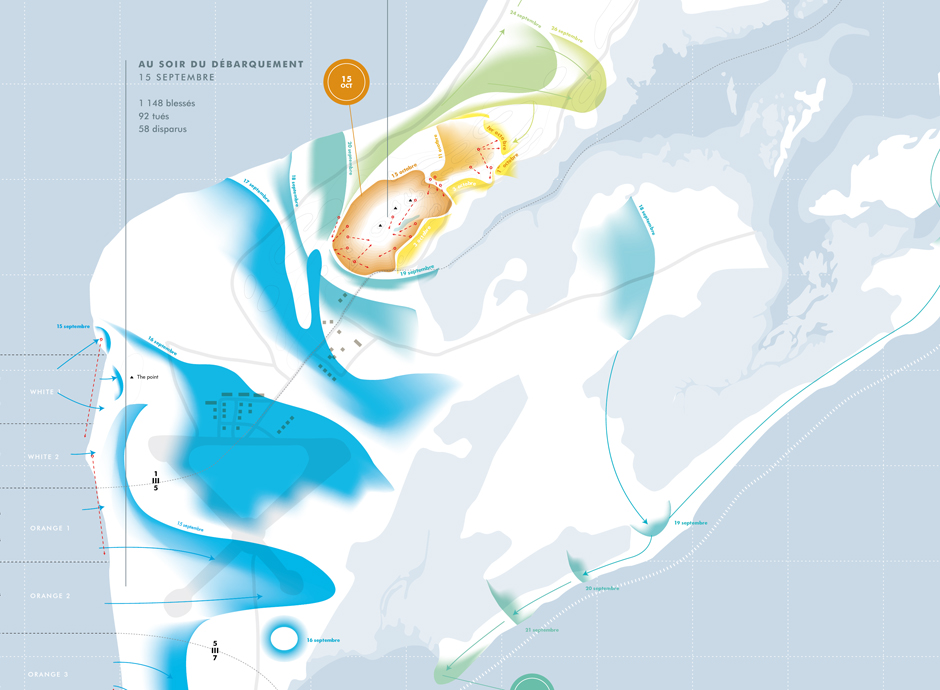 24 septembre
26 septembre
AU SOIR DU DÉBARQUEMENT
15 SEPTEMBRE
1 148 blessés
92 tués
58 disparus
15
OCT
20 septembre
15 octobre
17 septembre
18 septembre
18 septembre
19 septembre
15 septembre
16 septembre
The point
WHITE 1
WHITE 2
1
III
5
15 septembre
ORANGE 1
19 septembre
20 septembre
ORANGE 2
21 septembre
5
III
7
16 septembre
ORANGE 3